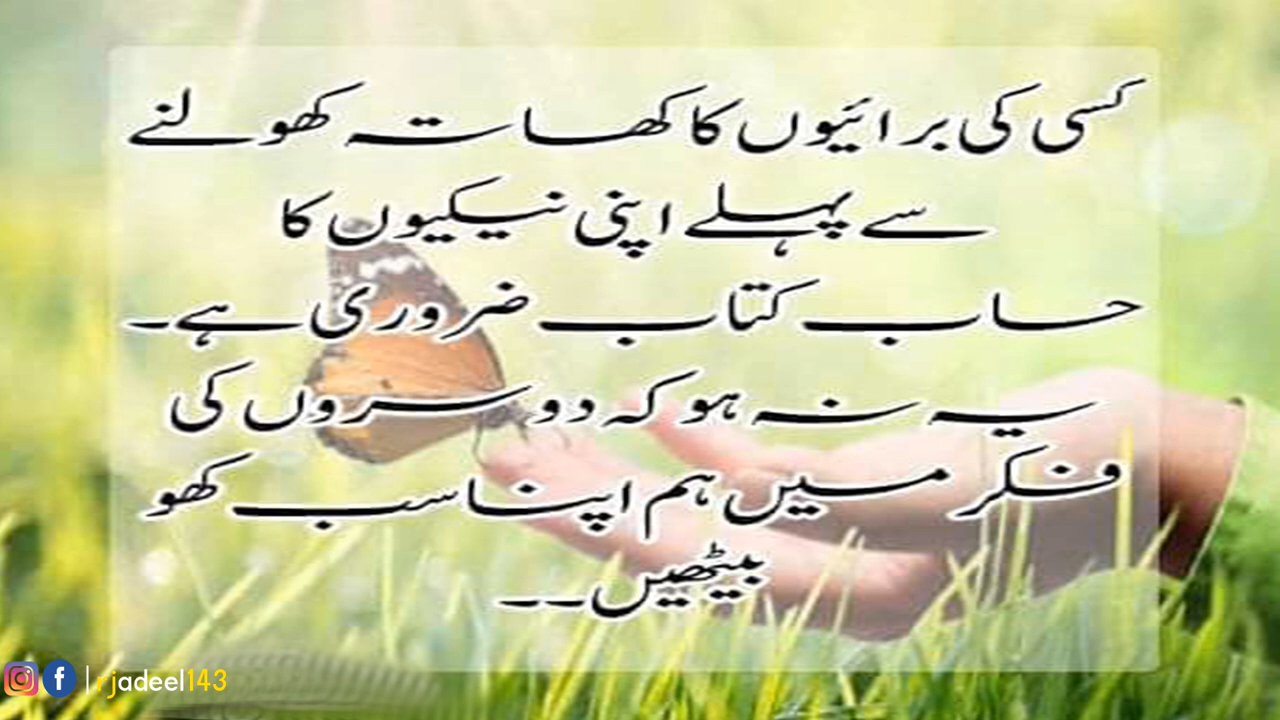 کسی کی برائیوں کا کھاتہ کھولنے
سے پہلے اپنی نیکیوں کا
حساب کتاب ضروری ہے۔
یہ نہ ہو کہ دوسروں کی
فکر میں ہم اپنا سب کھو
بیٹھیں۔۔
| rjadeel143